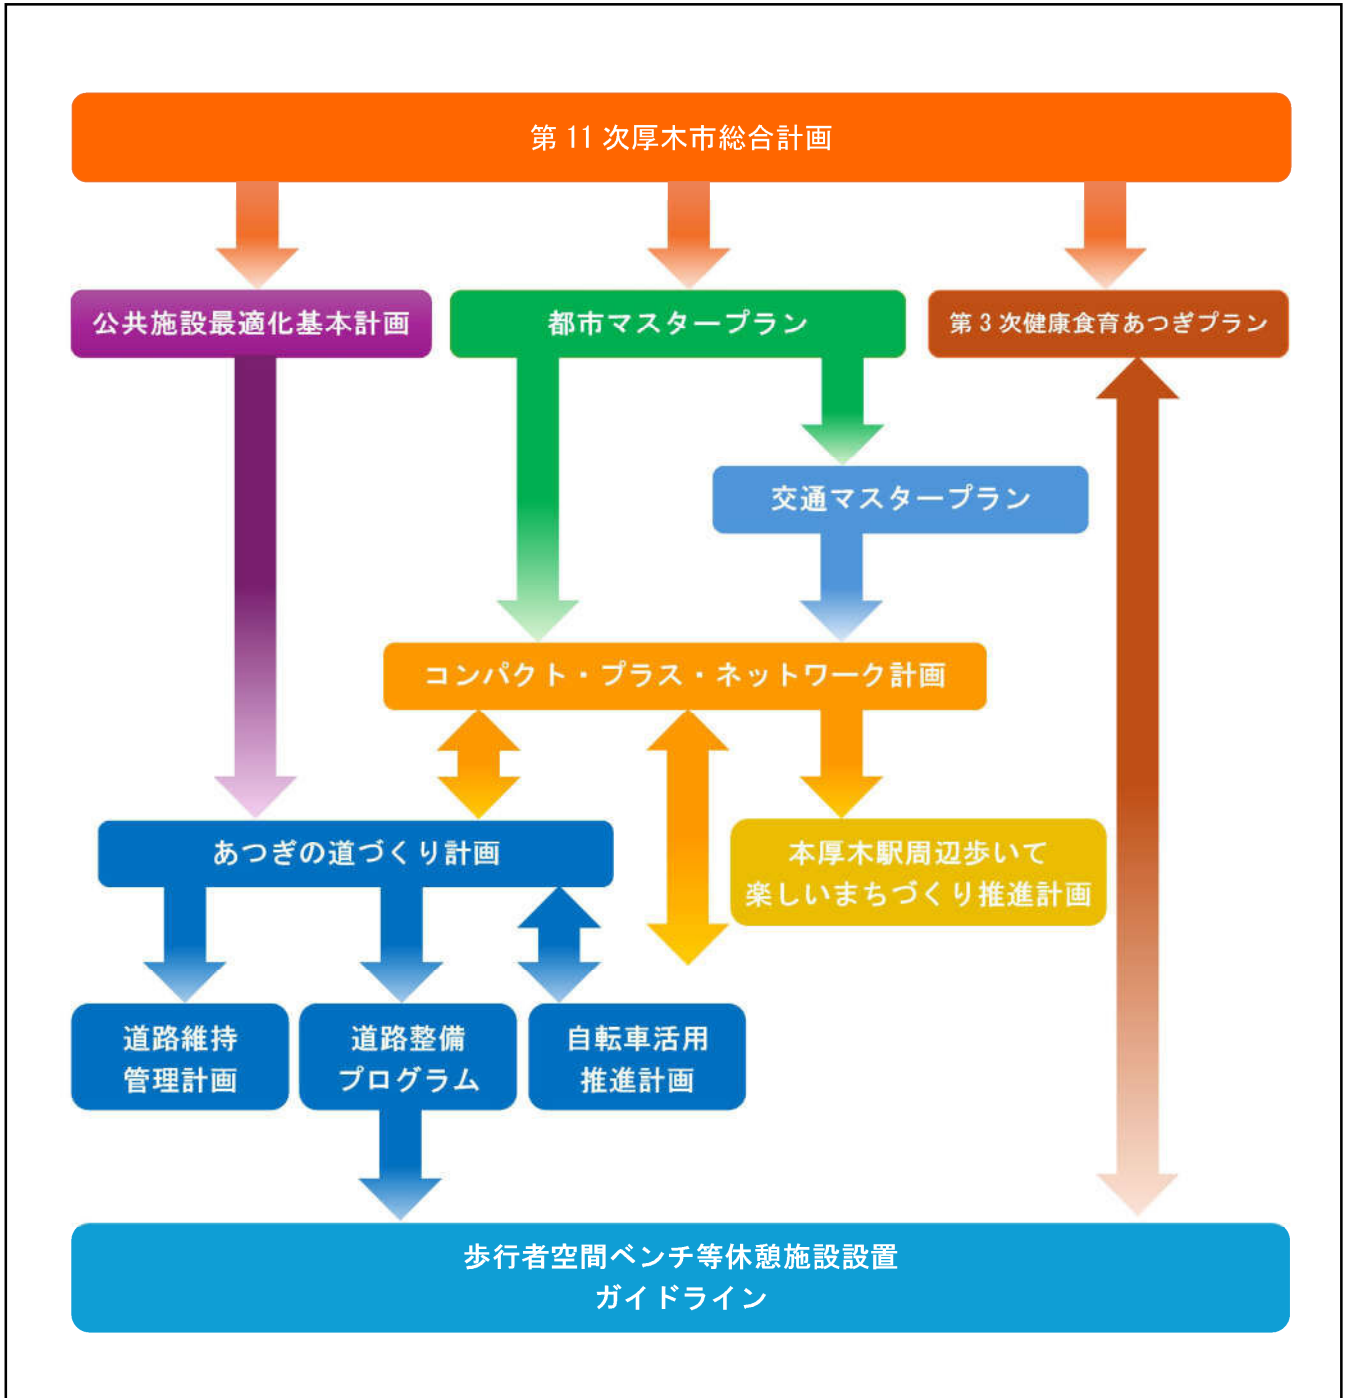 第 11 次厚木市総合計画
公共施設最適化基本計画
都市マスタープラン
第 3 次健康食育あつぎプラン
交通マスタープラン
コンパクト・プラス・ネットワーク計画
あつぎの道づくり計画
本厚木駅周辺歩いて
楽しいまちづくり推進計画
道路維持
管理計画
道路整備
プログラム
自転車活用
推進計画
歩行者空間ベンチ等休憩施設設置
ガイドライン